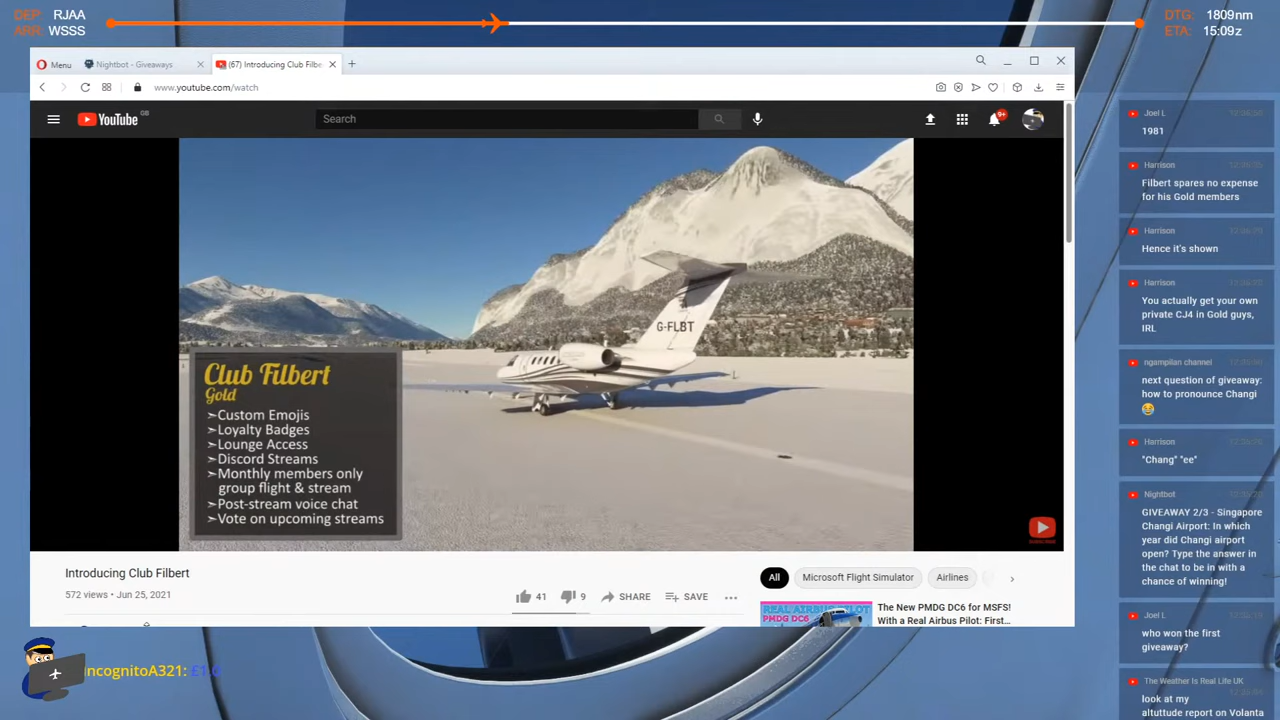 DEP: RJAA
ARR WSSS
DTG: 1809nm
ETA: 15:09z
Menu
Nightbot - Giveaways
(67) Introducing Club Filbe
www.youtube.com/watch
YouTube GB
Search
9+
G-FLBT
Club Filbert
Gold
➣Custom Emojis
➣Loyalty Badges
➣Lounge Access
➣Discord Streams
➣Monthly members only
group flight & stream
➣Post-stream voice chat
➣Vote on upcoming streams
Introducing Club Filbert
572 views • Jun 25, 2021
41
9
SHARE
SAVE
All
Microsoft Flight Simulator
Airlines
REAL AIRBUS PILOT
PMDG DC6
The New PMDG DC6 for MSFS!
With a Real Airbus Pilot: First...
IncognitoA321:
Joel L
1981
Harrison
Filbert spares no expense
for his Gold members
Harrison
Hence it's shown
Harrison
You actually get your own
private CJ4 in Gold guys,
IRL
ngampilan channel
next question of giveaway:
how to pronounce Changi
😂
Harrison
"Chang" "ee"
Nightbot
GIVEAWAY 2/3 - Singapore
Changi Airport: In which
year did Changi airport
open? Type the answer in
the chat to be in with a
chance of winning!
Joel L
who won the first
giveaway?
The Weather Is Real Life UK
look at my
altuttude report on Volanta